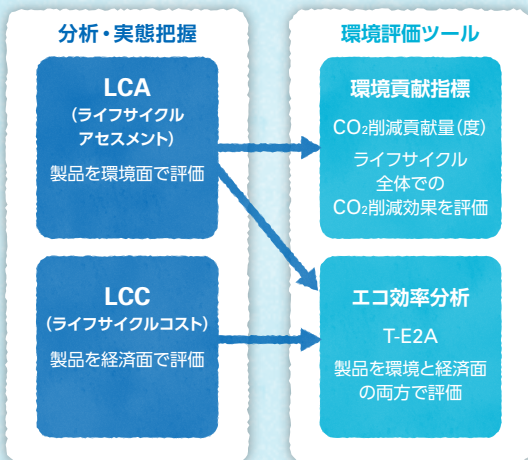 分析・実態把握
LCA
(ライフサイクル
アセスメント)
製品を環境面で評価
LCC
(ライフサイクルコスト)
製品を経済面で評価
環境評価ツール
環境貢献指標
CO₂削減貢献量(度)
ライフサイクル
全体での
CO₂削減効果を評価
エコ効率分析
T-E2A
製品を環境と経済面
の両方で評価